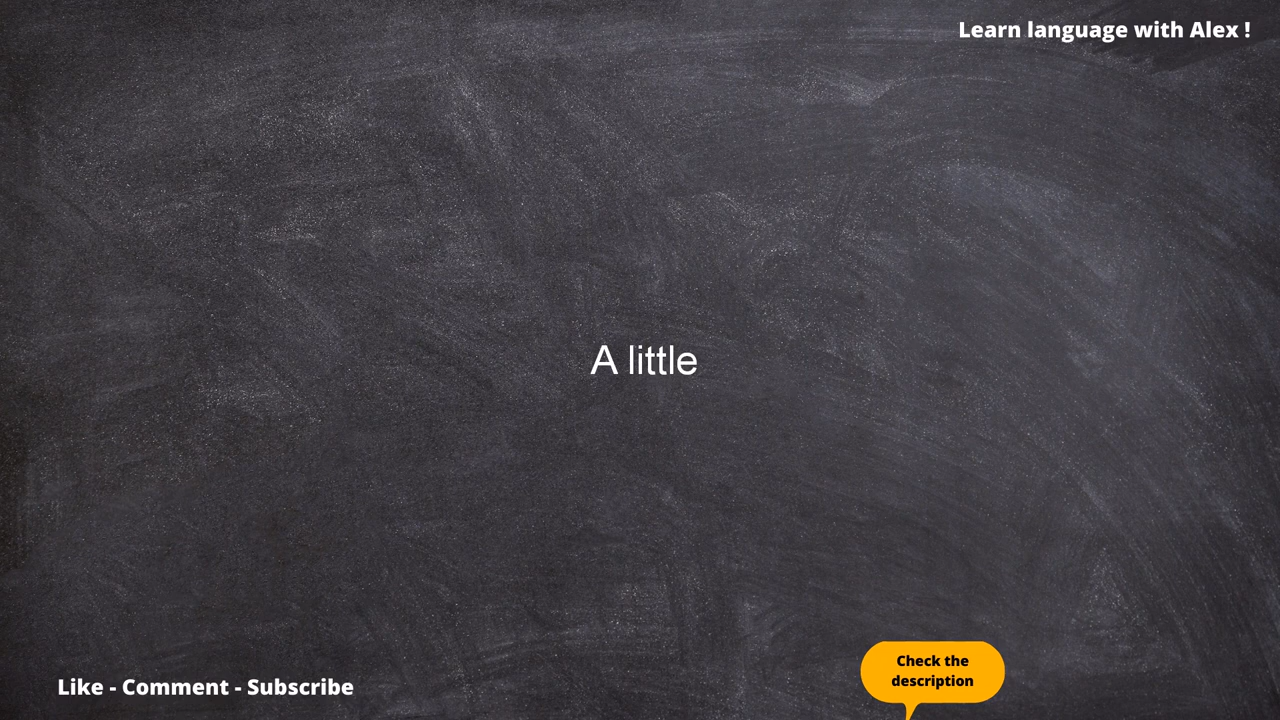 Learn language with Alex !
A little
Check the
description
Like - Comment - Subscribe